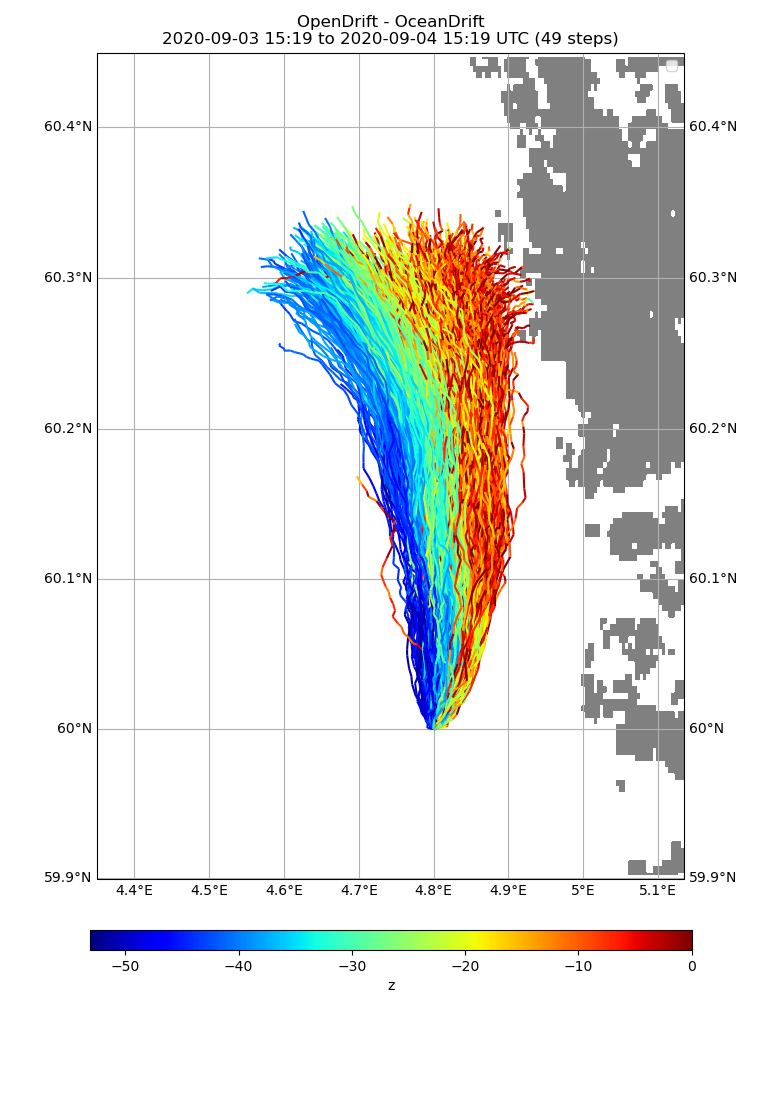 OpenDrift - OceanDrift
2020-09-03 15:19 to 2020-09-04 15:19 UTC (49 steps)
60.4°N 60.4°N
60.3°N 60.3°N
60.2°N 60.2°N
60.1°N 60.1°N
60°N 60°N
59.9°N 59.9°N
4.4°E 4.5°E 4.6°E 4.7°E 4.8°E 4.9°E 5°E 5.1°E
−50 −40 −30 −20 −10 0
z